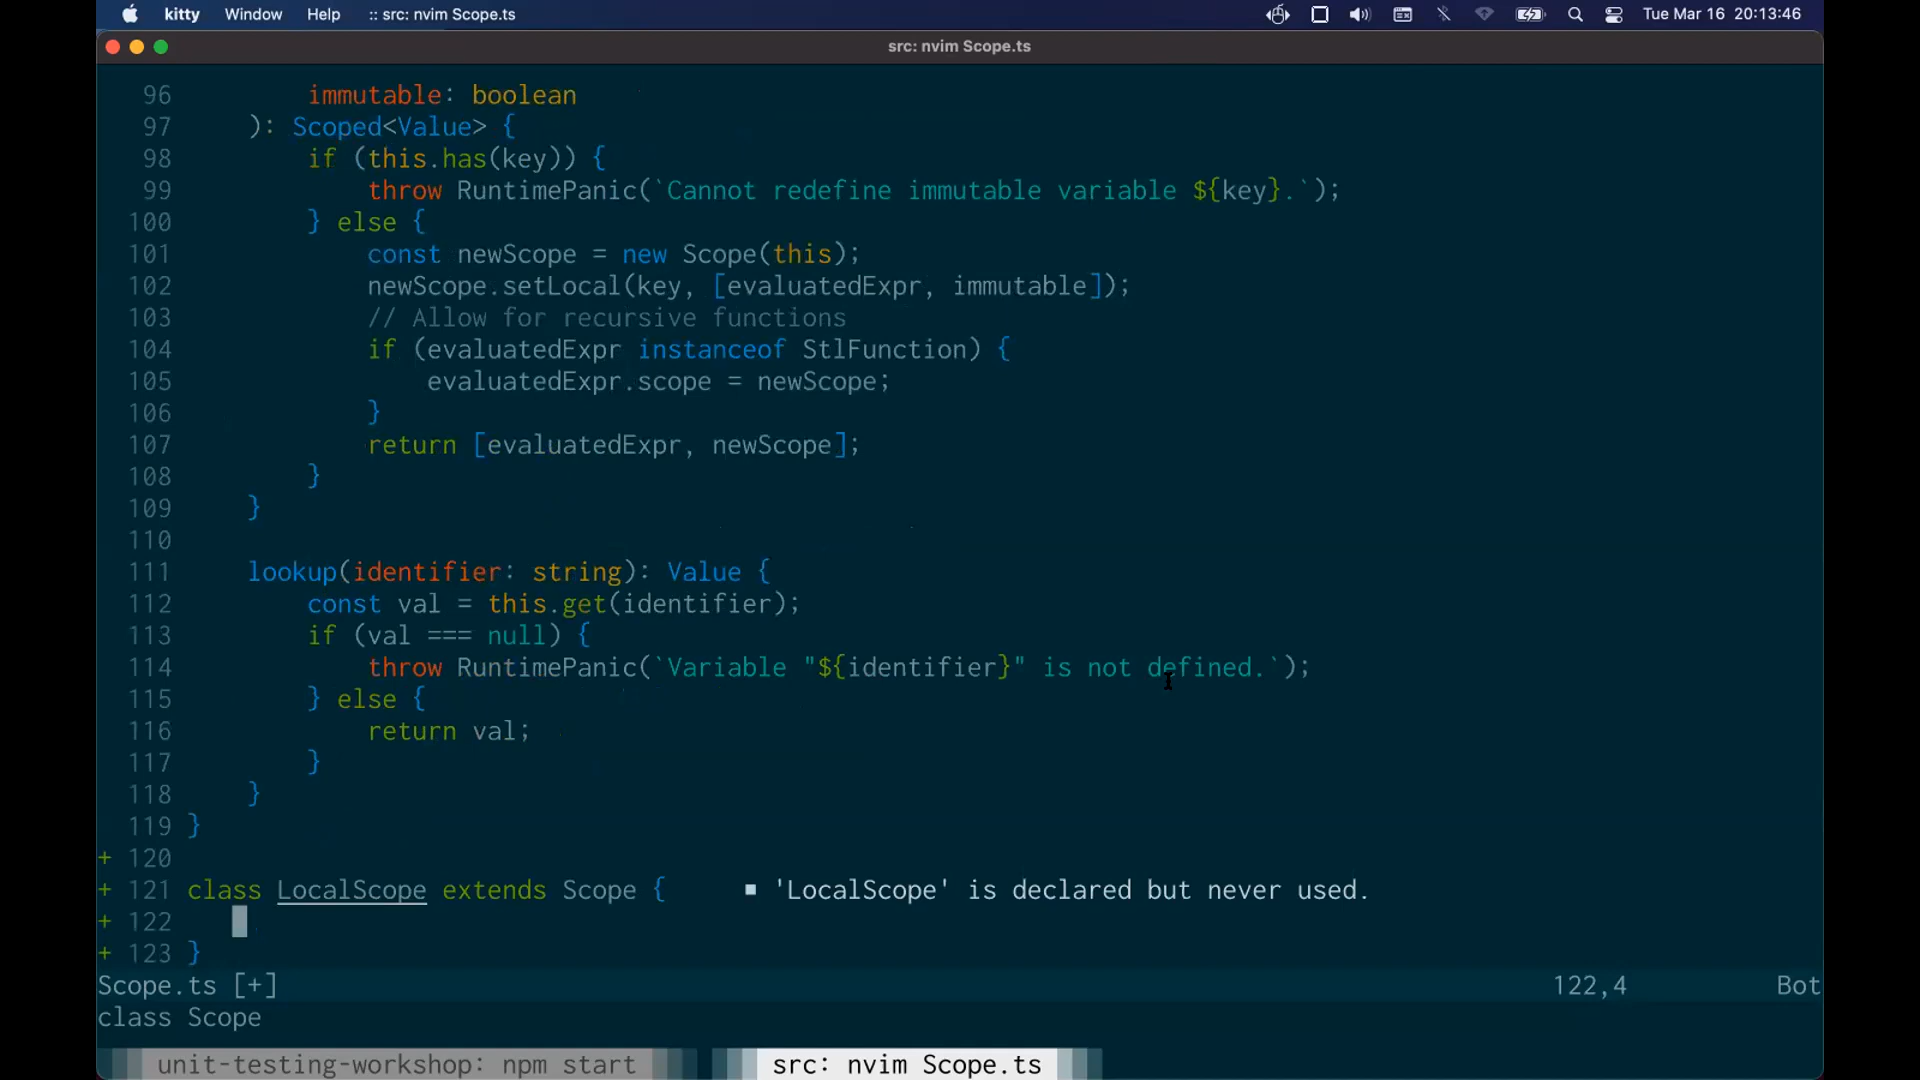 kitty Window Help :: src: nvim Scope.ts Tue Mar 16 20:13:46
src: nvim Scope.ts
96 immutable: boolean
97 ): Scoped<Value> {
98 if (this.has(key)) {
99 throw RuntimePanic(`Cannot redefine immutable variable ${key}.`);
100 } else {
101 const newScope = new Scope(this);
102 newScope.setLocal(key, [evaluatedExpr, immutable]);
103 // Allow for recursive functions
104 if (evaluatedExpr instanceof StlFunction) {
105 evaluatedExpr.scope = newScope;
106 }
107 return [evaluatedExpr, newScope];
108 }
109 }
110
111 lookup(identifier: string): Value {
112 const val = this.get(identifier);
113 if (val === null) {
114 throw RuntimePanic(`Variable "${identifier}" is not defined.`);
115 } else {
116 return val;
117 }
118 }
119 }
+ 120
+ 121 class LocalScope extends Scope { ■ 'LocalScope' is declared but never used.
+ 122
+ 123 }
Scope.ts [+] 122,4 Bot
class Scope
unit-testing-workshop: npm start src: nvim Scope.ts